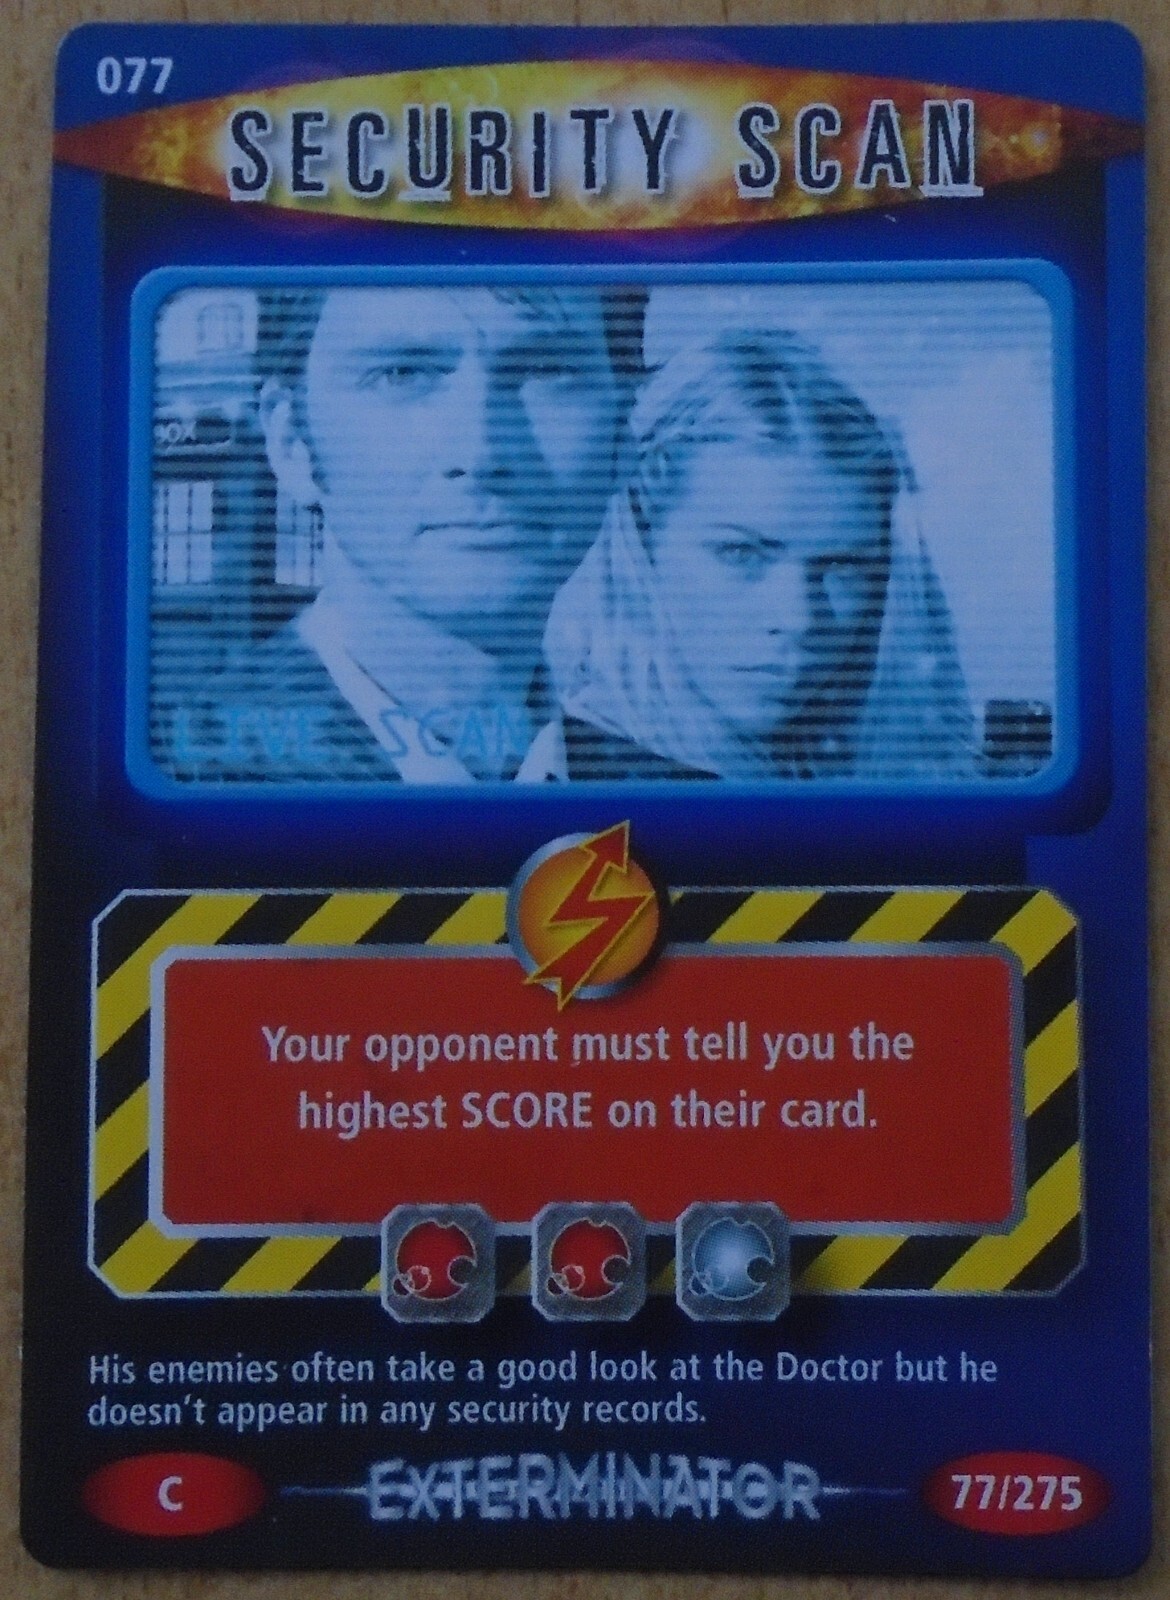 077
SECURITY SCAN
BOX
LIVE SCAN
Your opponent must tell you the
highest SCORE on their card.
His enemies often take a good look at the Doctor but he
doesn't appear in any security records.
C
EXTERMINATOR
77/275